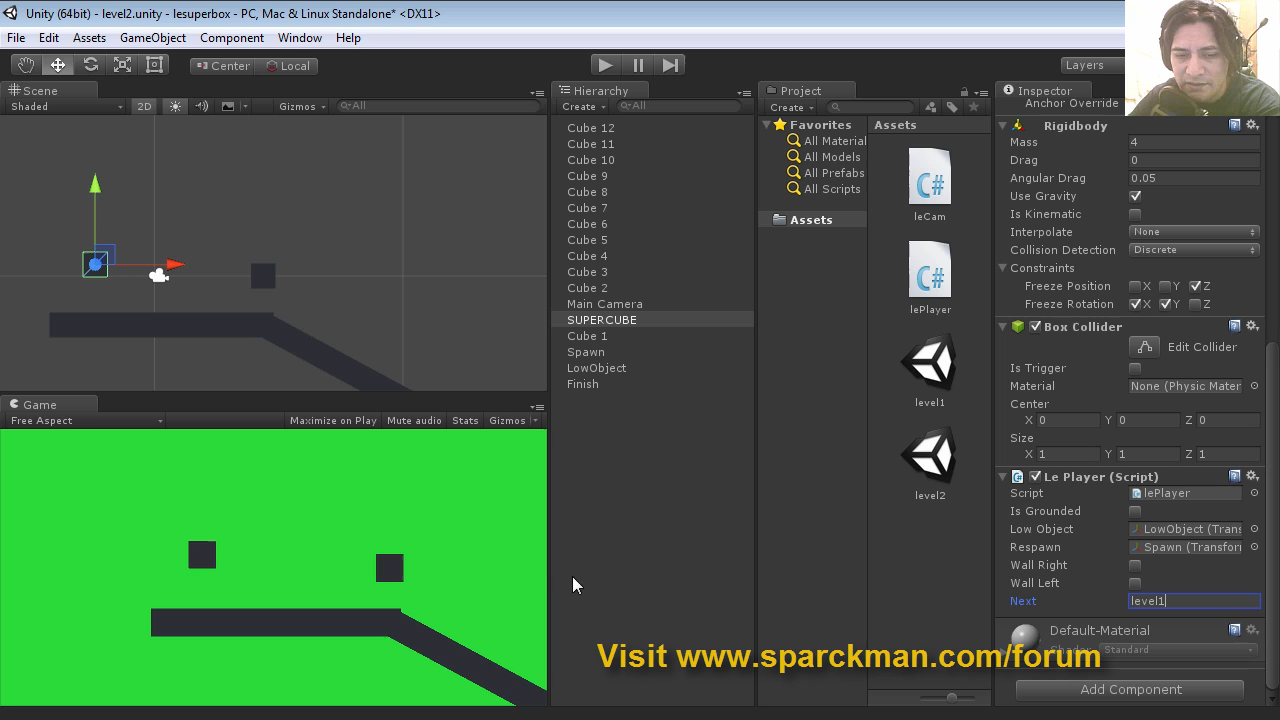 Unity (64bit) - level2.unity - lesuperbox - PC, Mac & Linux Standalone* <DX11>
File Edit Assets GameObject Component Window Help
Center Local Layers
Scene
Shaded 2D Gizmos All
Game
Free Aspect Maximize on Play Mute audio Stats Gizmos
Hierarchy
Create All
Cube 12
Cube 11
Cube 10
Cube 9
Cube 8
Cube 7
Cube 6
Cube 5
Cube 4
Cube 3
Cube 2
Main Camera
SUPERCUBE
Cube 1
Spawn
LowObject
Finish
Project
Create
Favorites
All Material
All Models
All Prefabs
All Scripts
Assets
Assets
C#
leCam
C#
lePlayer
level1
level2
Inspector
Anchor Override
Rigidbody
Mass 4
Drag 0
Angular Drag 0.05
Use Gravity
Is Kinematic
Interpolate None
Collision Detection Discrete
Constraints
Freeze Position X Y Z
Freeze Rotation X Y Z
Box Collider
Edit Collider
Is Trigger
Material None (Physic Mater
Center
X 0 Y 0 Z 0
Size
X 1 Y 1 Z 1
Le Player (Script)
Script lePlayer
Is Grounded
Low Object LowObject (Trans
Respawn Spawn (Transfor
Wall Right
Wall Left
Next level1
Default-Material
Shader Standard
Add Component
Visit www.sparckman.com/forum